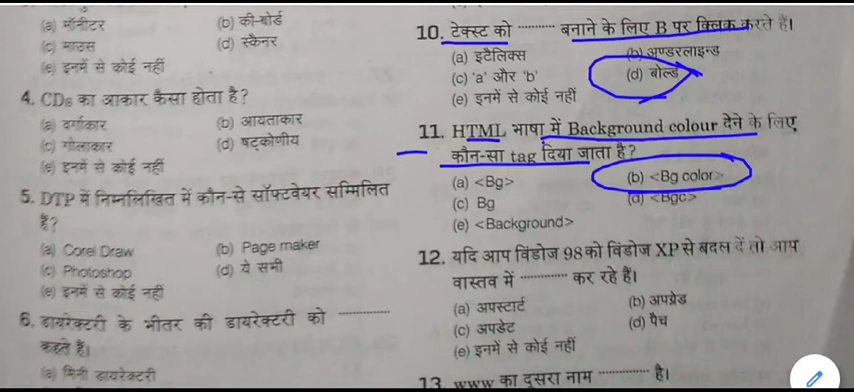 (a) मॉनीटर (b) की-बोर्ड
(c) माउस (d) स्कैनर
(e) इनमें से कोई नहीं
4. CDs का आकार कैसा होता है?
(a) वर्गाकार (b) आयताकार
(c) गोलाकार (d) षट्कोणीय
(e) इनमें से कोई नहीं
5. DTP में निम्नलिखित में कौन-से सॉफ्टवेयर सम्मिलित
हैं?
(a) Corel Draw (b) Page maker
(c) Photoshop (d) ये सभी
(e) इनमें से कोई नहीं
6. डायरेक्टरी के भीतर की डायरेक्टरी को ............
कहते हैं।
(a) मिनी डायरेक्टरी
10. टेक्स्ट को .......... बनाने के लिए B पर क्लिक करते हैं।
(a) इटैलिक्स (b) अण्डरलाइन्ड
(c) 'a' और 'b' (d) बोल्ड
(e) इनमें से कोई नहीं
11. HTML भाषा में Background colour देने के लिए
कौन-सा tag दिया जाता है?
(a) <Bg> (b) <Bg color>
(c) Bg (d) <Bgc>
(e) <Background>
12. यदि आप विंडोज 98 को विंडोज XP से बदल दें तो आप
वास्तव में ............ कर रहे हैं।
(a) अपस्टार्ट (b) अपग्रेड
(c) अपडेट (d) पैच
(e) इनमें से कोई नहीं
13. www का दूसरा नाम ............ है।